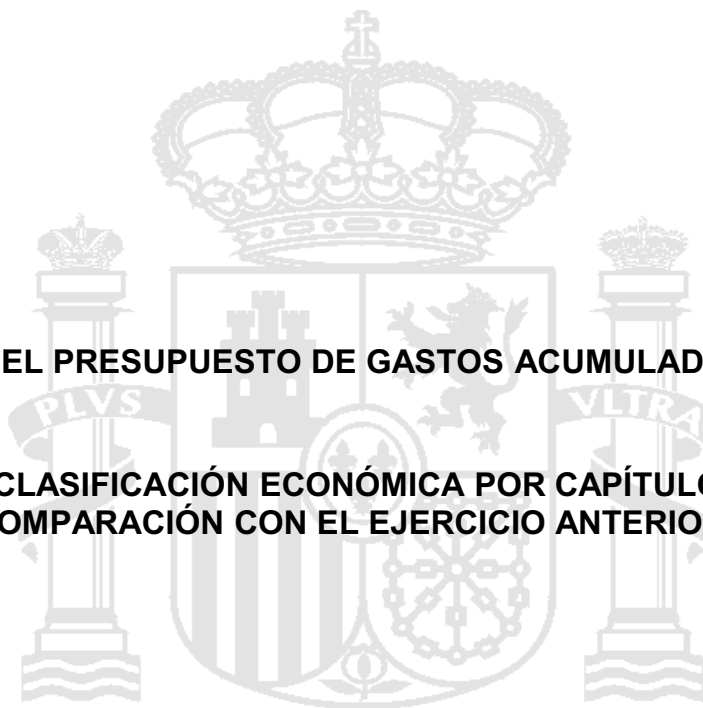 EL PRESUPUESTO DE GASTOS ACUMULAD
PLVS
VLTRA
CLASIFICACIÓN ECONÓMICA POR CAPÍTULO
OMPARACIÓN CON EL EJERCICIO ANTERIO